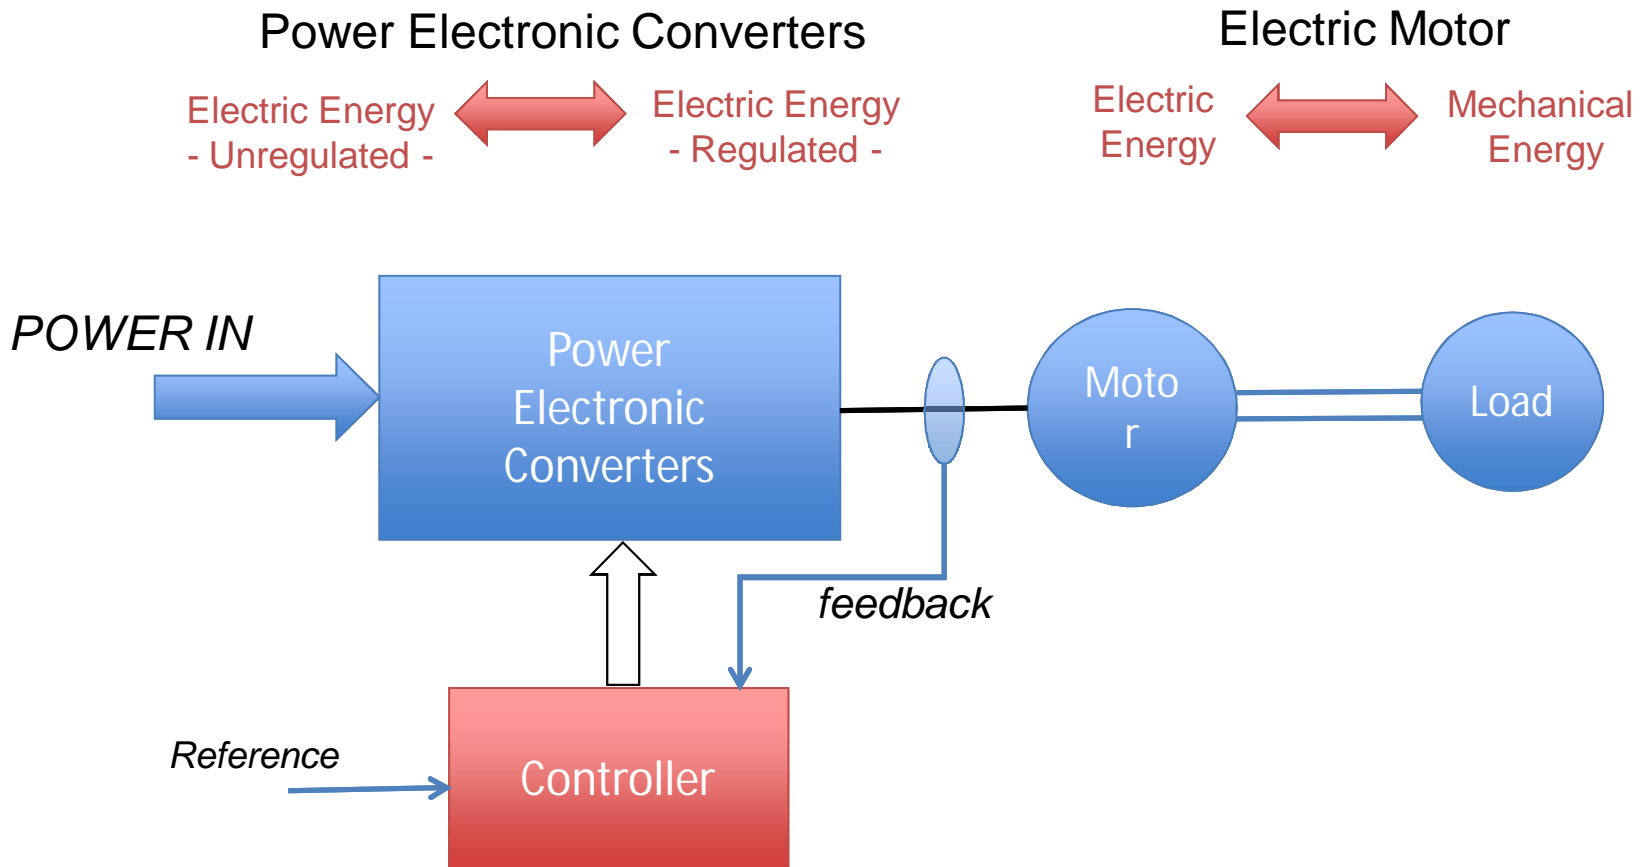 Power Electronic Converters
Electric Motor
Electric Energy
- Unregulated -
Electric Energy
- Regulated -
Electric
Energy
Mechanical
Energy
POWER IN
Power
Electronic
Converters
Moto
r
Load
feedback
Reference
Controller